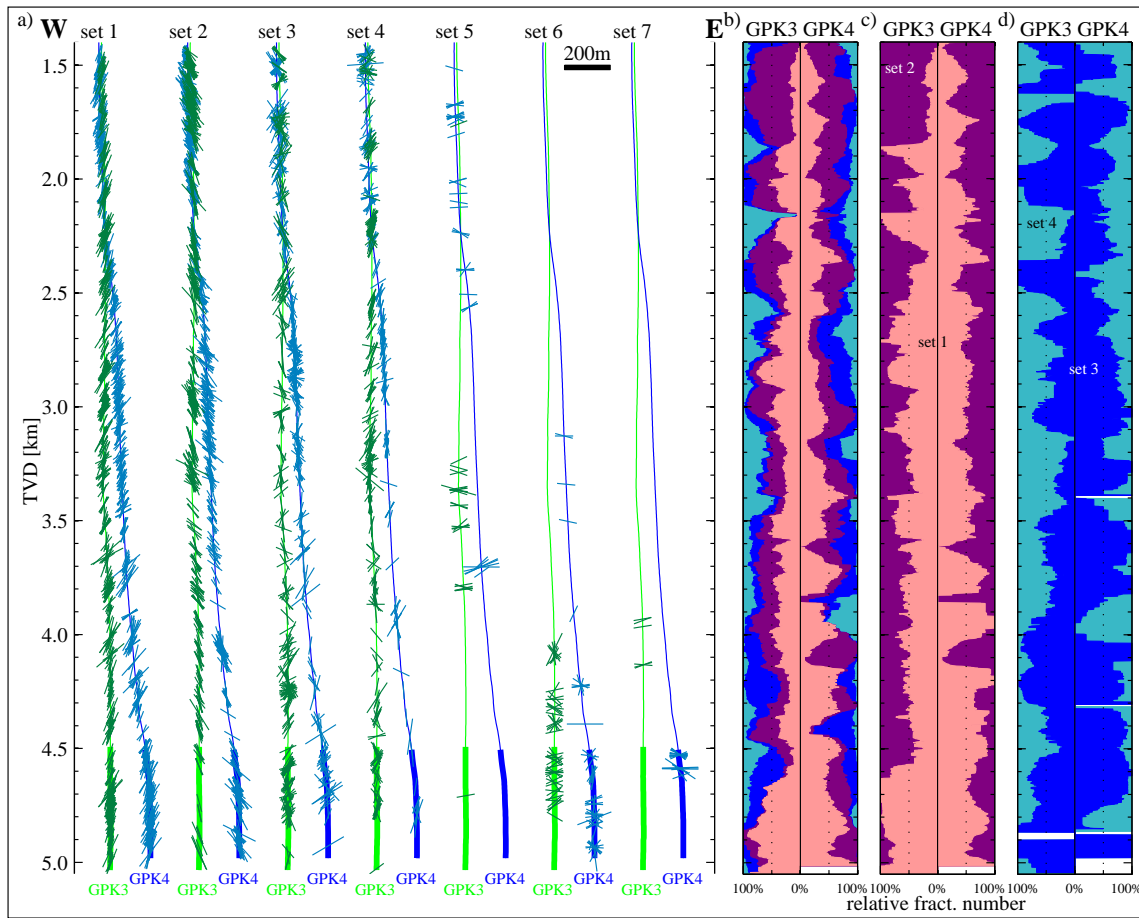 a) W set 1 set 2 set 3 set 4 set 5 set 6 set 7 E b) GPK3 GPK4 c) GPK3 GPK4 d) GPK3 GPK4
200m
1.5
2.0
2.5
3.0
3.5
4.0
4.5
5.0
TVD [km]
set 2
set 4
set 1
set 3
GPK3 GPK4 GPK3 GPK4 GPK3 GPK4 GPK3 GPK4 GPK3 GPK4 GPK3 GPK4 GPK3 GPK4
100% 0% 100% 100% 0% 100% 100% 0% 100%
relative fract. number